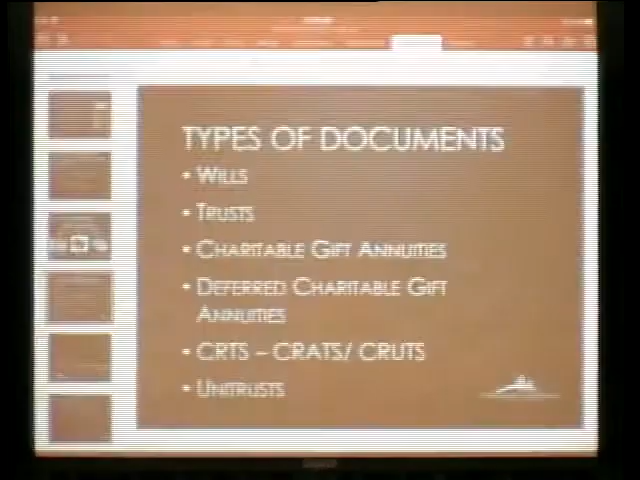 TYPES OF DOCUMENTS
• WILLS
• TRUSTS
• CHARITABLE GIFT ANNUITIES
• DEFERRED CHARITABLE GIFT
ANNUITIES
• CRTS – CRATS/ CRUTS
• UNITRUSTS